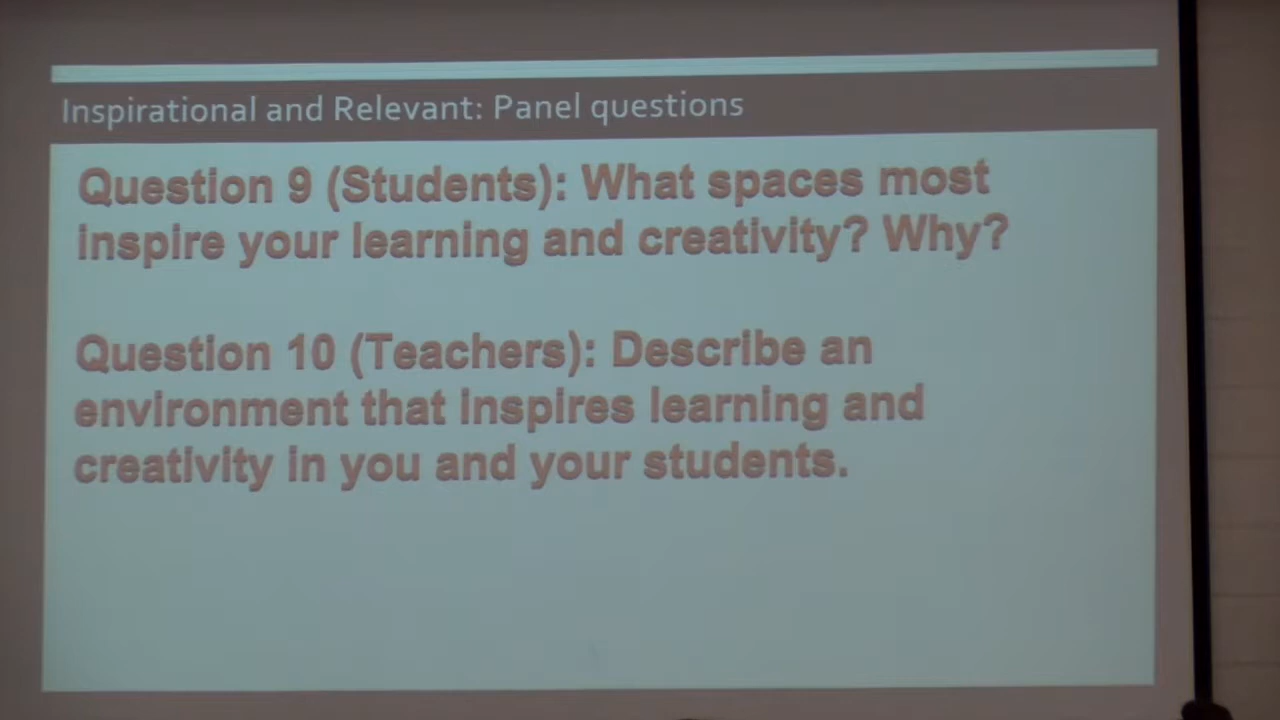 Inspirational and Relevant: Panel questions
Question 9 (Students): What spaces most
inspire your learning and creativity? Why?
Question 10 (Teachers): Describe an
environment that inspires learning and
creativity in you and your students.